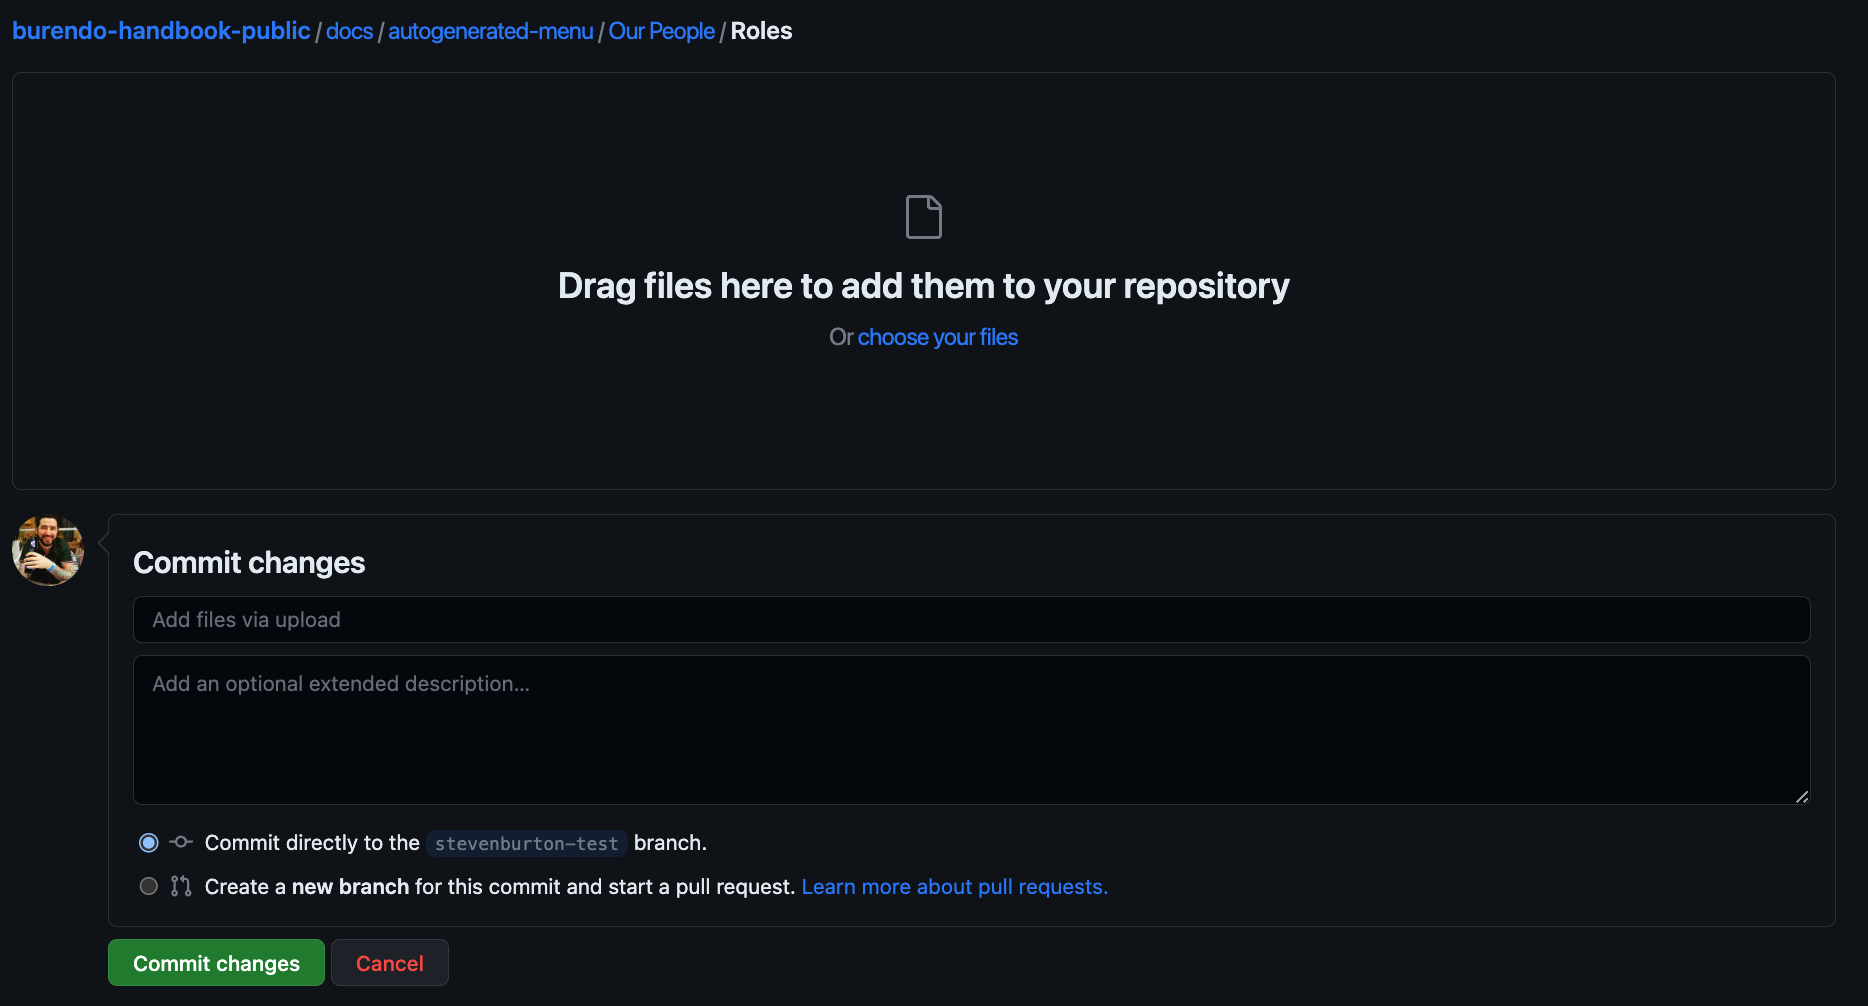 burendo-handbook-public / docs / autogenerated-menu / Our People / Roles
Drag files here to add them to your repository
Or choose your files
Commit changes
Add files via upload
Add an optional extended description...
Commit directly to the stevenburton-test branch.
Create a new branch for this commit and start a pull request. Learn more about pull requests.
Commit changes Cancel